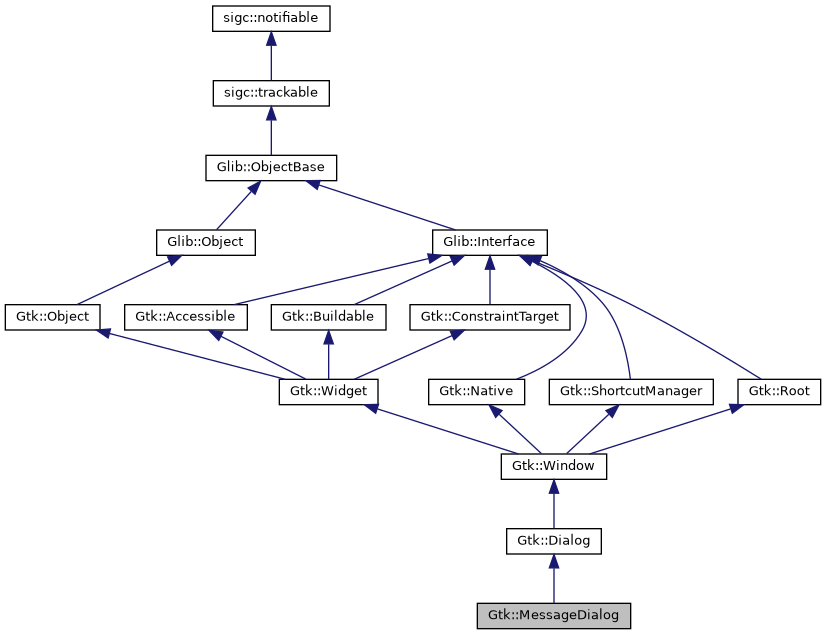 sigc::notifiable
sigc::trackable
Glib::ObjectBase
Glib::Object
Glib::Interface
Gtk::Object
Gtk::Accessible
Gtk::Buildable
Gtk::ConstraintTarget
Gtk::Widget
Gtk::Native
Gtk::ShortcutManager
Gtk::Root
Gtk::Window
Gtk::Dialog
Gtk::MessageDialog